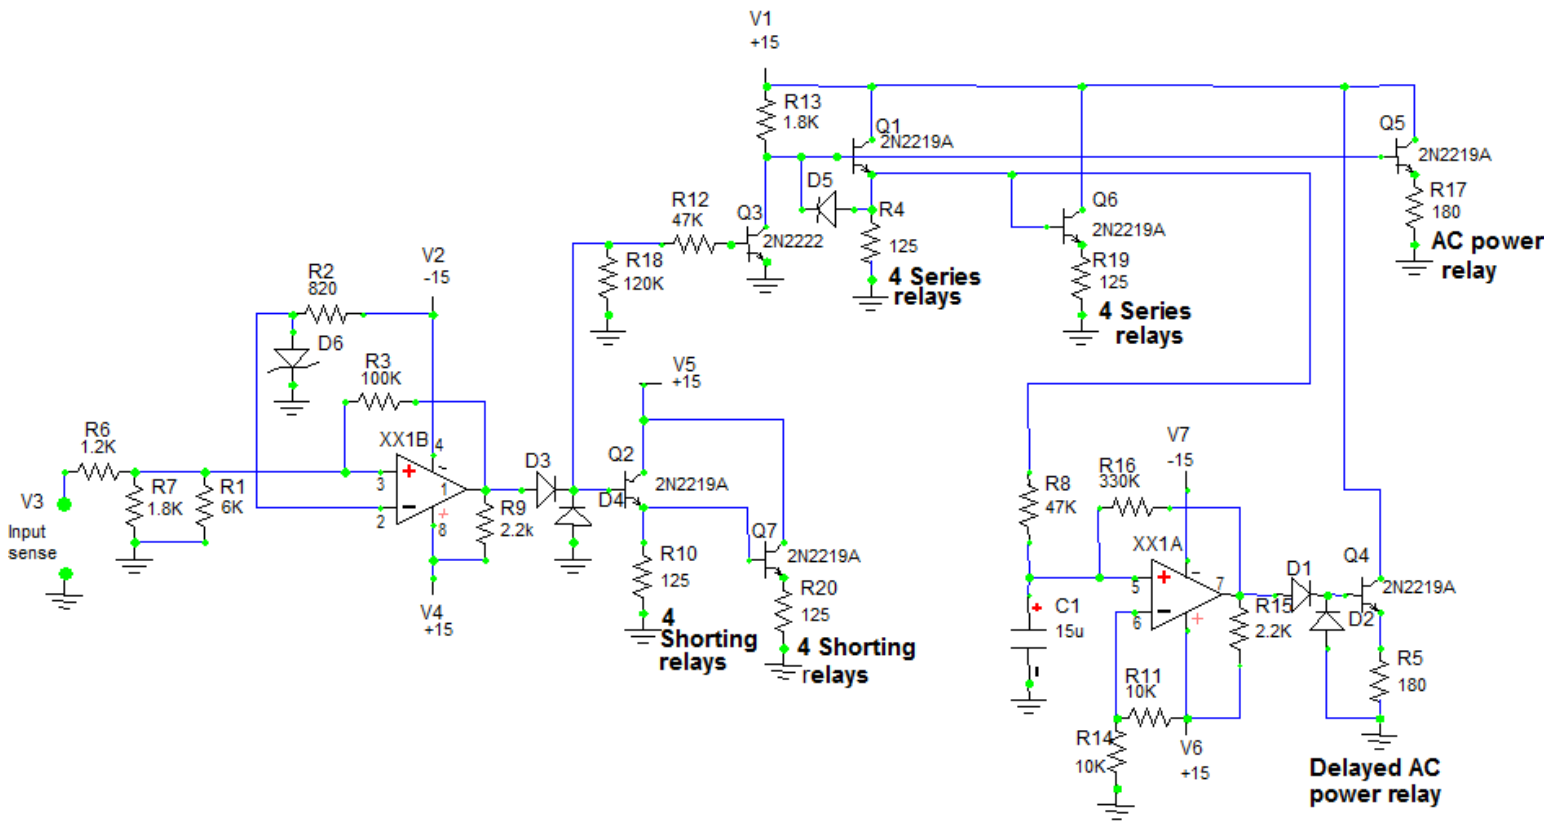 V1
+15
R13
1.8K
Q1
2N2219A
Q5
2N2219A
D5
R12
47K
Q3
2N2222
R4
125
Q6
2N2219A
R17
180
AC power
relay
R18
120K
4 Series
relays
R19
125
4 Series
relays
V2
-15
R2
820
D6
R3
100K
V5
+15
R6
1.2K
XX1B
4
3
1
2
8
V3
Input
sense
R7
1.8K
R1
6K
R9
2.2k
D3
D4
Q2
2N2219A
Q7
2N2219A
R10
125
R20
125
V4
+15
4
Shorting
relays
4 Shorting
relays
V7
-15
R8
47K
R16
330K
XX1A
5
7
6
C1
15u
R15
2.2K
D1
D2
Q4
2N2219A
R5
180
R11
10K
R14
10K
V6
+15
Delayed AC
power relay